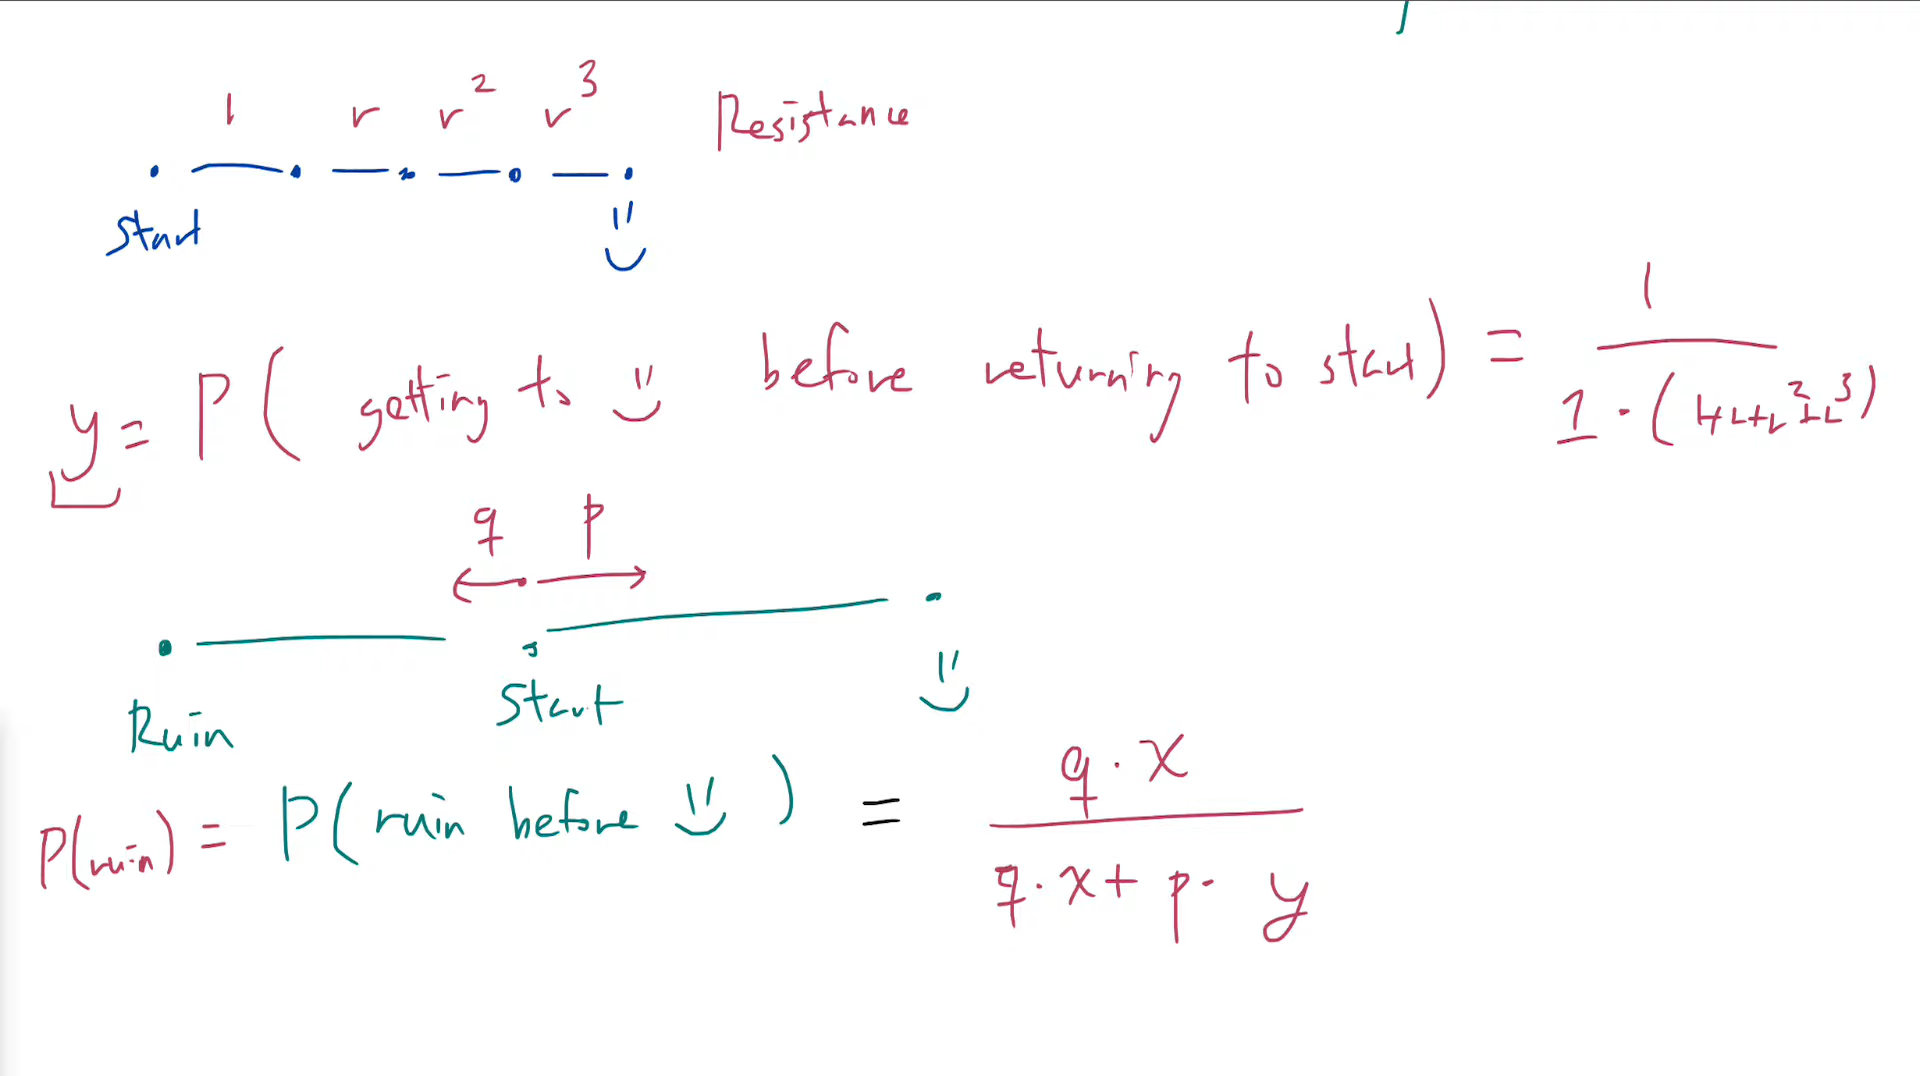 1 r r² r³ Resistance
Start
y = P( getting to :) before returning to start) = 1 / 1·(1+r+r²+r³)
q p
Ruin Start
P(ruin) = P( ruin before :) ) = q·x / q·x + p· y